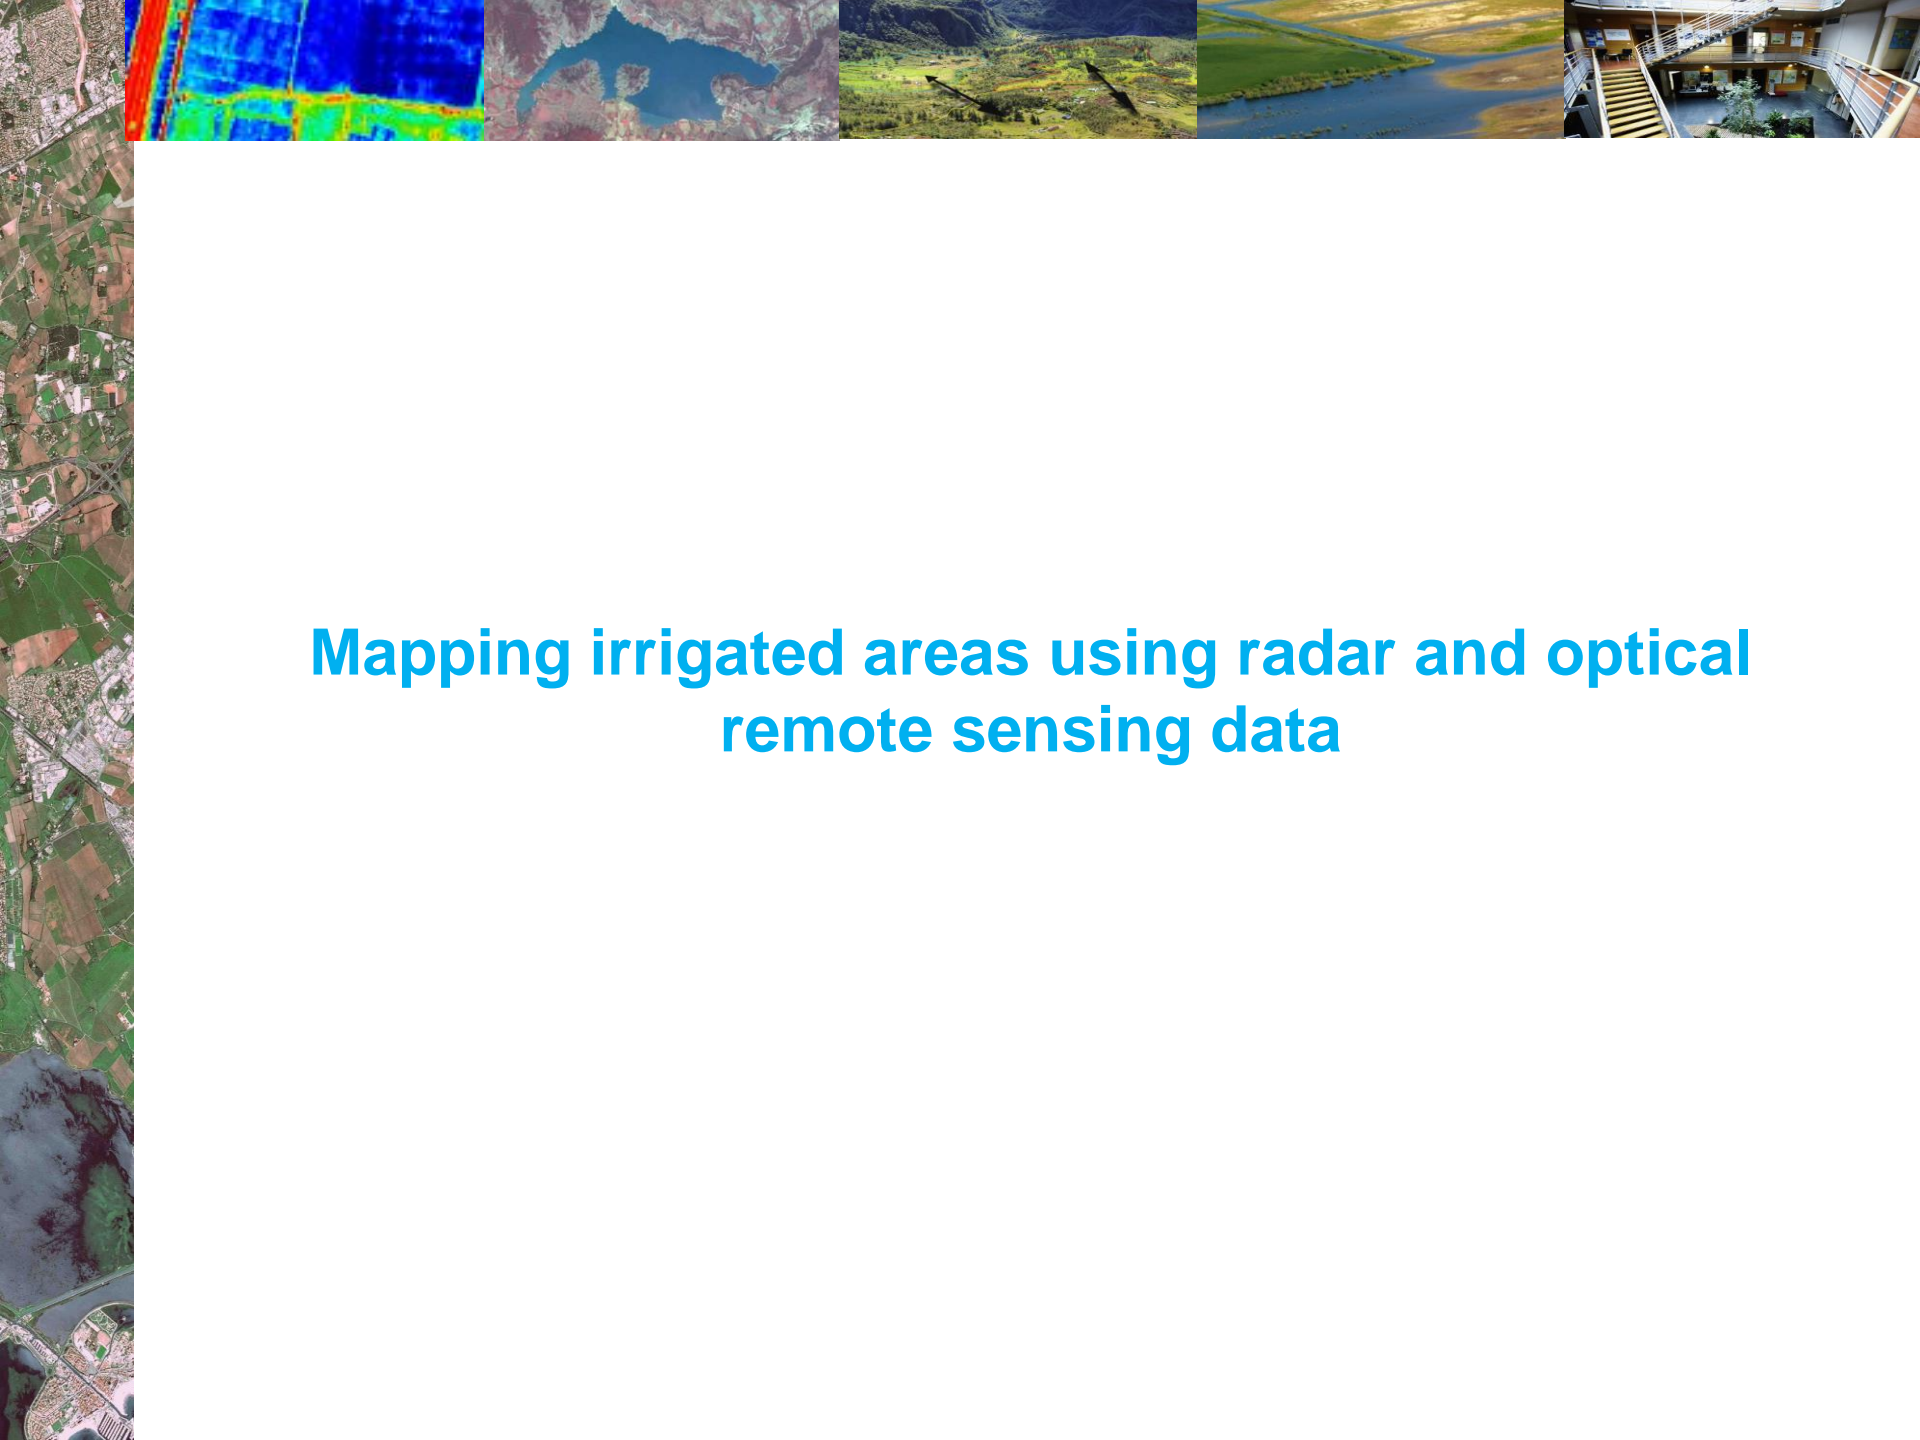 Mapping irrigated areas using radar and optical
remote sensing data